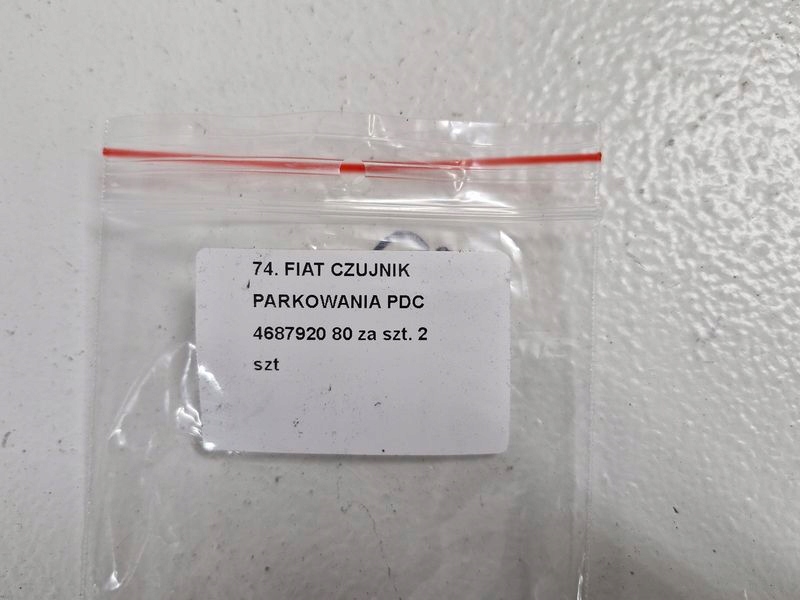 74. FIAT CZUJNIK
PARKOWANIA PDC
4687920 80 za szt. 2
szt